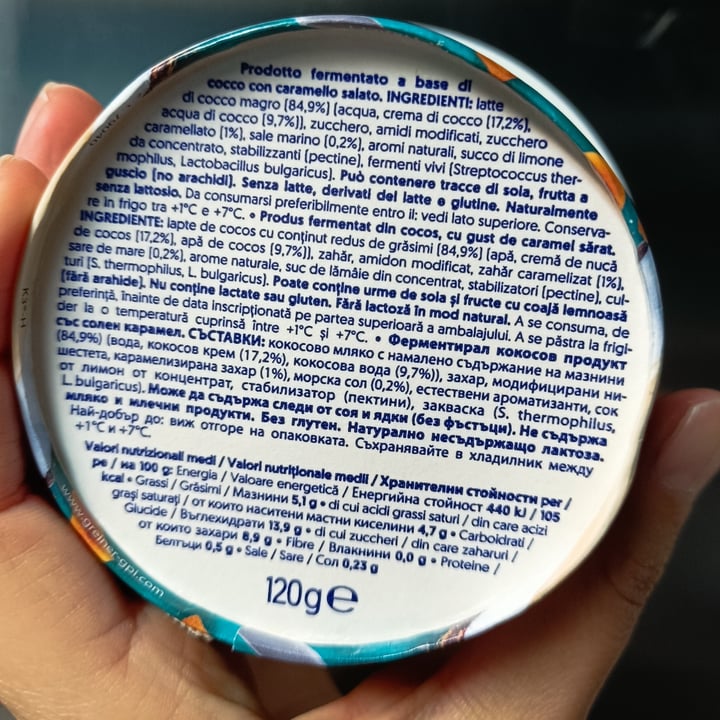 Prodotto fermentato a base di
cocco con caramello salato. INGREDIENTI: latte
di cocco magro (84,9%) (acqua, crema di cocco (17,2%),
acqua di cocco (9,7%)), zucchero, amidi modificati, zucchero
caramellato (1%), sale marino (0,2%), aromi naturali, succo di limone
da concentrato, stabilizzanti (pectine), fermenti vivi (Streptococcus ther-
mophilus, Lactobacillus bulgaricus). Può contenere tracce di soia, frutta a
guscio (no arachidi). Senza latte, derivati del latte e glutine. Naturalmente
senza lattosio. Da consumarsi preferibilmente entro il: vedi lato superiore. Conserva-
re in frigo tra +1°C e +7°C. • Produs fermentat din cocos, cu gust de caramel sărat.
INGREDIENTE: lapte de cocos cu conținut redus de grăsimi (84,9%) (apă, cremă de nucă
de cocos (17,2%), apă de cocos (9,7%)), zahăr, amidon modificat, zahăr caramelizat (1%),
sare de mare (0,2%), arome naturale, suc de lămâie din concentrat, stabilizatori (pectine), cul-
turi (S. thermophilus, L. bulgaricus). Poate conține urme de soia și fructe cu coajă lemnoasă
(fără arahide). Nu conține lactate sau gluten. Fără lactoză în mod natural. A se consuma, de
preferință, înainte de data inscripționată pe partea superioară a ambalajului. A se păstra la frigi-
der la o temperatură cuprinsă între +1°C și +7°C. • Ферментирал кокосов продукт
със солен карамел. СЪСТАВКИ: кокосово мляко с намалено съдържание на мазнини
(84,9%) (вода, кокосов крем (17,2%), кокосова вода (9,7%)), захар, модифицирани ни-
шестета, карамелизирана захар (1%), морска сол (0,2%), естествени ароматизанти, сок
от лимон от концентрат, стабилизатор (пектини), закваска (S. thermophilus,
L. bulgaricus). Може да съдържа следи от соя и ядки (без фъстъци). Не съдържа
мляко и млечни продукти. Без глутен. Натурално несъдържащо лактоза.
Най-добър до: виж отгоре на опаковката. Съхранявайте в хладилник между
+1°C и +7°C.
Valori nutrizionali medi / Valori nutriționale medii / Хранителни стойности per /
pe / на 100 g: Energia / Valoare energetică / Енергийна стойност 440 kJ / 105
kcal • Grassi / Grăsimi / Мазнини 5,1 g • di cui acidi grassi saturi / din care acizi
grași saturați / от които наситени мастни киселини 4,7 g • Carboidrati /
Glucide / Въглехидрати 13,9 g • di cui zuccheri / din care zaharuri /
от които захари 8,9 g • Fibre / Влакнини 0,0 g • Proteine /
Белтъци 0,5 g • Sale / Sare / Сол 0,23 g
120g e
www.greiner-gpi.com